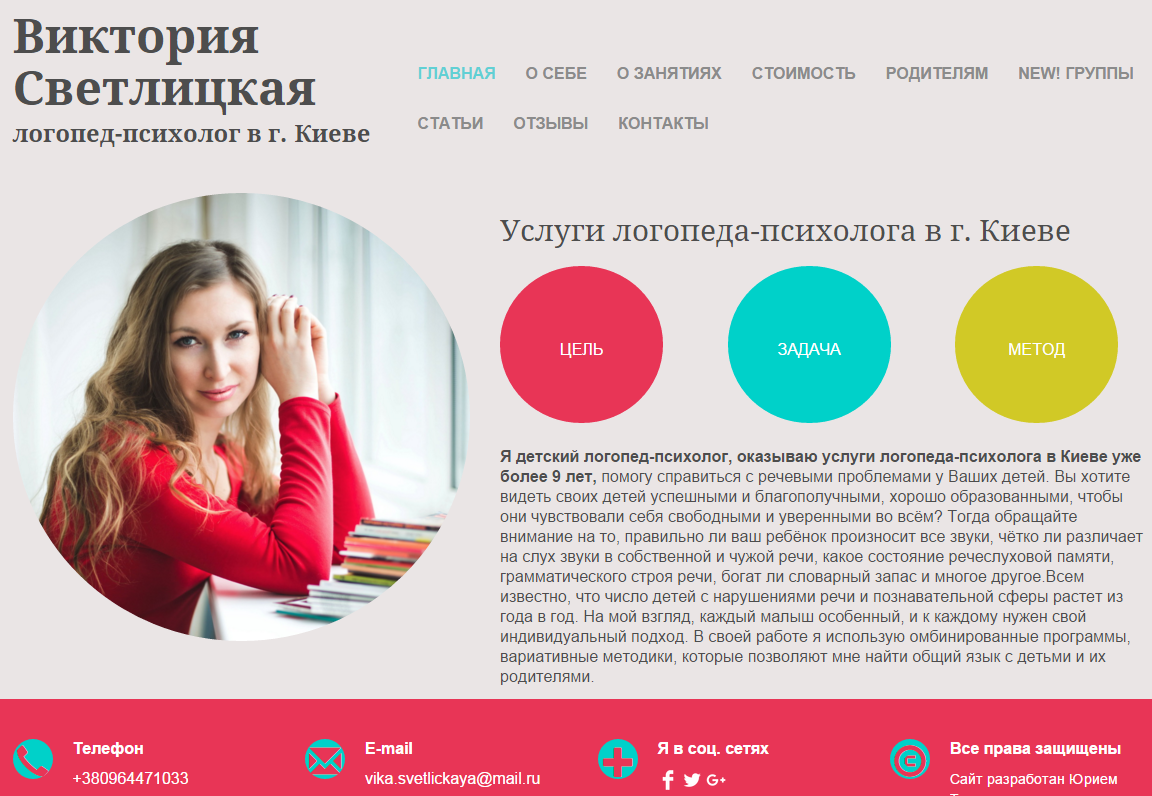 Виктория
Светлицкая
логопед-психолог в г. Киеве
ГЛАВНАЯ О СЕБЕ О ЗАНЯТИЯХ СТОИМОСТЬ РОДИТЕЛЯМ NEW! ГРУППЫ
СТАТЬИ ОТЗЫВЫ КОНТАКТЫ
Услуги логопеда-психолога в г. Киеве
ЦЕЛЬ ЗАДАЧА МЕТОД
Я детский логопед-психолог, оказываю услуги логопеда-психолога в Киеве уже
более 9 лет, помогу справиться с речевыми проблемами у Ваших детей. Вы хотите
видеть своих детей успешными и благополучными, хорошо образованными, чтобы
они чувствовали себя свободными и уверенными во всём? Тогда обращайте
внимание на то, правильно ли ваш ребёнок произносит все звуки, чётко ли различает
на слух звуки в собственной и чужой речи, какое состояние речеслуховой памяти,
грамматического строя речи, богат ли словарный запас и многое другое.Всем
известно, что число детей с нарушениями речи и познавательной сферы растет из
года в год. На мой взгляд, каждый малыш особенный, и к каждому нужен свой
индивидуальный подход. В своей работе я использую омбинированные программы,
вариативные методики, которые позволяют мне найти общий язык с детьми и их
родителями.
Телефон
+380964471033
E-mail
vika.svetlickaya@mail.ru
Я в соц. сетях
Все права защищены
Сайт разработан Юрием